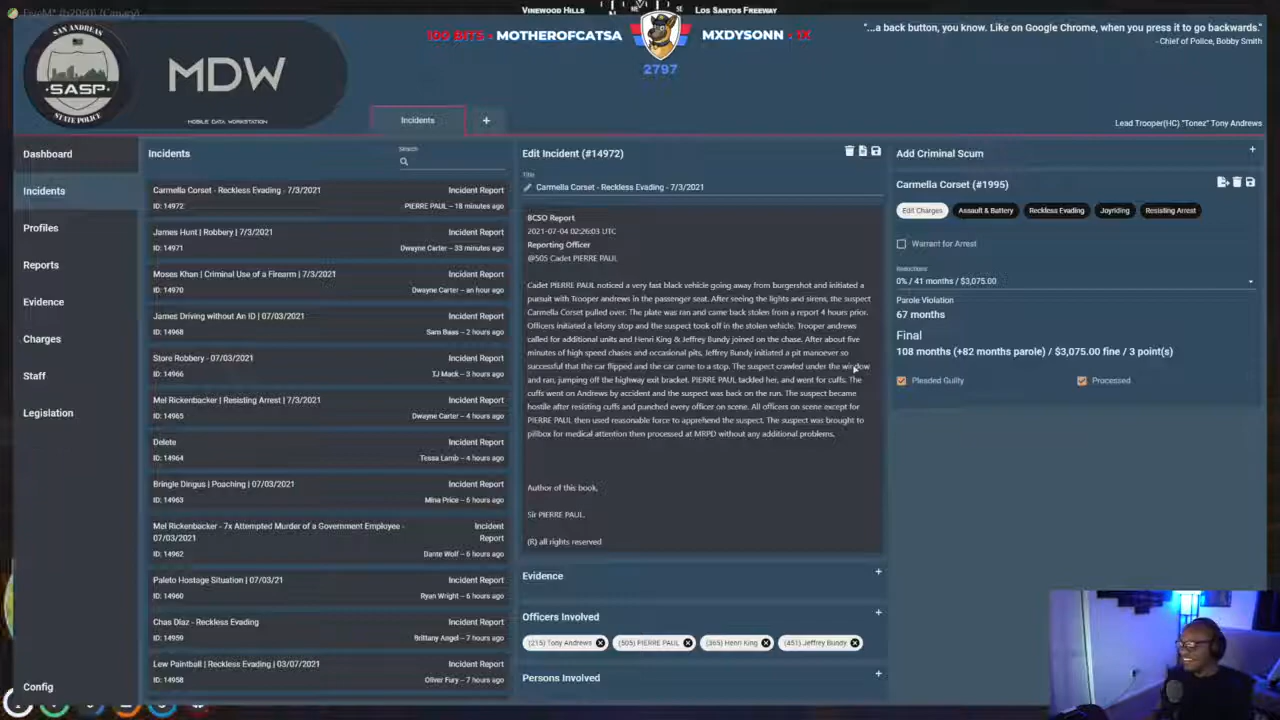 FiveM® (b2960) (Canary)
Vinewood Hills
Los Santos Freeway
100 BITS - MOTHEROFCATSA
MXDYSONN - 1X
2797
"...a back button, you know. Like on Google Chrome, when you press it to go backwards."
- Chief of Police, Bobby Smith
SAN ANDREAS
SASP
STATE POLICE
MDW
MOBILE DATA WORKSTATION
Incidents
+
Lead Trooper(HC) "Tonez" Tony Andrews
Dashboard
Incidents
Profiles
Reports
Evidence
Charges
Staff
Legislation
Config
Incidents
Search
Carmella Corset - Reckless Evading - 7/3/2021
Incident Report
ID: 14972
PIERRE PAUL – 18 minutes ago
James Hunt | Robbery | 7/3/2021
Incident Report
ID: 14971
Dwayne Carter – 33 minutes ago
Moses Khan | Criminal Use of a Firearm | 7/3/2021
Incident Report
ID: 14970
Dwayne Carter – an hour ago
James Driving without An ID | 07/03/2021
Incident Report
ID: 14968
Sam Baas – 2 hours ago
Store Robbery - 07/03/2021
Incident Report
ID: 14966
TJ Mack – 3 hours ago
Mel Rickenbacker | Resisting Arrest | 7/3/2021
Incident Report
ID: 14965
Dwayne Carter – 4 hours ago
Delete
Incident Report
ID: 14964
Tessa Lamb – 4 hours ago
Bringle Dingus | Poaching | 07/03/2021
Incident Report
ID: 14963
Mina Price – 6 hours ago
Mel Rickenbacker - 7x Attempted Murder of a Government Employee -
07/03/2021
Incident
Report
ID: 14962
Dante Wolf – 6 hours ago
Paleto Hostage Situation | 07/03/21
Incident Report
ID: 14960
Ryan Wright – 6 hours ago
Chas Diaz - Reckless Evading
Incident Report
ID: 14959
Brittany Angel – 7 hours ago
Lew Paintball | Reckless Evading | 03/07/2021
Incident Report
ID: 14958
Oliver Fury – 7 hours ago
Edit Incident (#14972)
Title
Carmella Corset - Reckless Evading - 7/3/2021
BCSO Report
2021-07-04 02:26:03 UTC
Reporting Officer
@505 Cadet PIERRE PAUL
Cadet PIERRE PAUL noticed a very fast black vehicle going away from burgershot and initiated a
pursuit with Trooper andrews in the passenger seat. After seeing the lights and sirens, the suspect
Carmella Corset pulled over. The plate was ran and came back stolen from a report 4 hours prior.
Officers initiated a felony stop and the suspect took off in the stolen vehicle. Trooper andrews
called for additional units and Henri King & Jeffrey Bundy joined on the chase. After about five
minutes of high speed chases and occasional pits, Jeffrey Bundy initiated a pit manoever so
successful that the car flipped and the car came to a stop. The suspect crawled under the window
and ran, jumping off the highway exit bracket. PIERRE PAUL tackled her, and went for cuffs. The
cuffs went on Andrews by accident and the suspect was back on the run. The suspect became
hostile after resisting cuffs and punched every officer on scene. All officers on scene except for
PIERRE PAUL then used reasonable force to apprehend the suspect. The suspect was brought to
pillbox for medical attention then processed at MRPD without any additional problems.
Author of this book,
Sir PIERRE PAUL.
(R) all rights reserved
Evidence
+
Officers Involved
+
(215) Tony Andrews
(505) PIERRE PAUL
(365) Henri King
(451) Jeffrey Bundy
Persons Involved
+
Add Criminal Scum
+
Carmella Corset (#1995)
Edit Charges
Assault & Battery
Reckless Evading
Joyriding
Resisting Arrest
Warrant for Arrest
Reductions
0% / 41 months / $3,075.00
Parole Violation
67 months
Final
108 months (+82 months parole) / $3,075.00 fine / 3 point(s)
Pleaded Guilty
Processed